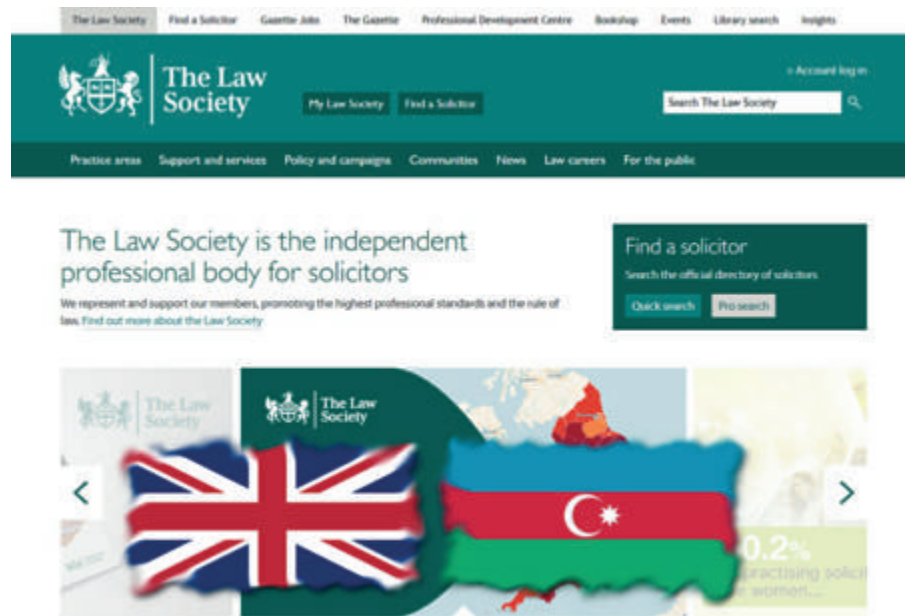 The Law Society Find a Solicitor Gazette Jobs The Gazette Professional Development Centre Bookshop Events Library search Insights
The Law
Society
» Account log in
My Law Society Find a Solicitor
Search The Law Society
Practice areas Support and services Policy and campaigns Communities News Law careers For the public
The Law Society is the independent
professional body for solicitors
We represent and support our members, promoting the highest professional standards and the rule of
law. Find out more about the Law Society
Find a solicitor
Search the official directory of solicitors
Quick search Pro search
The Law
Society
The Law
Society
0.2%
practising solicit
women...